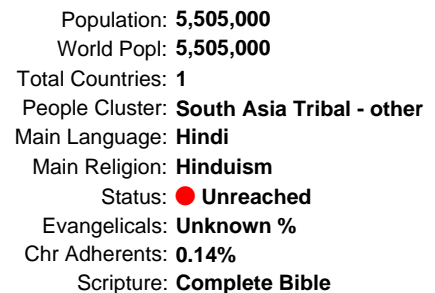 Population: 5,505,000
World Popl: 5,505,000
Total Countries: 1
People Cluster: South Asia Tribal - other
Main Language: Hindi
Main Religion: Hinduism
Status: Unreached
Evangelicals: Unknown %
Chr Adherents: 0.14%
Scripture: Complete Bible